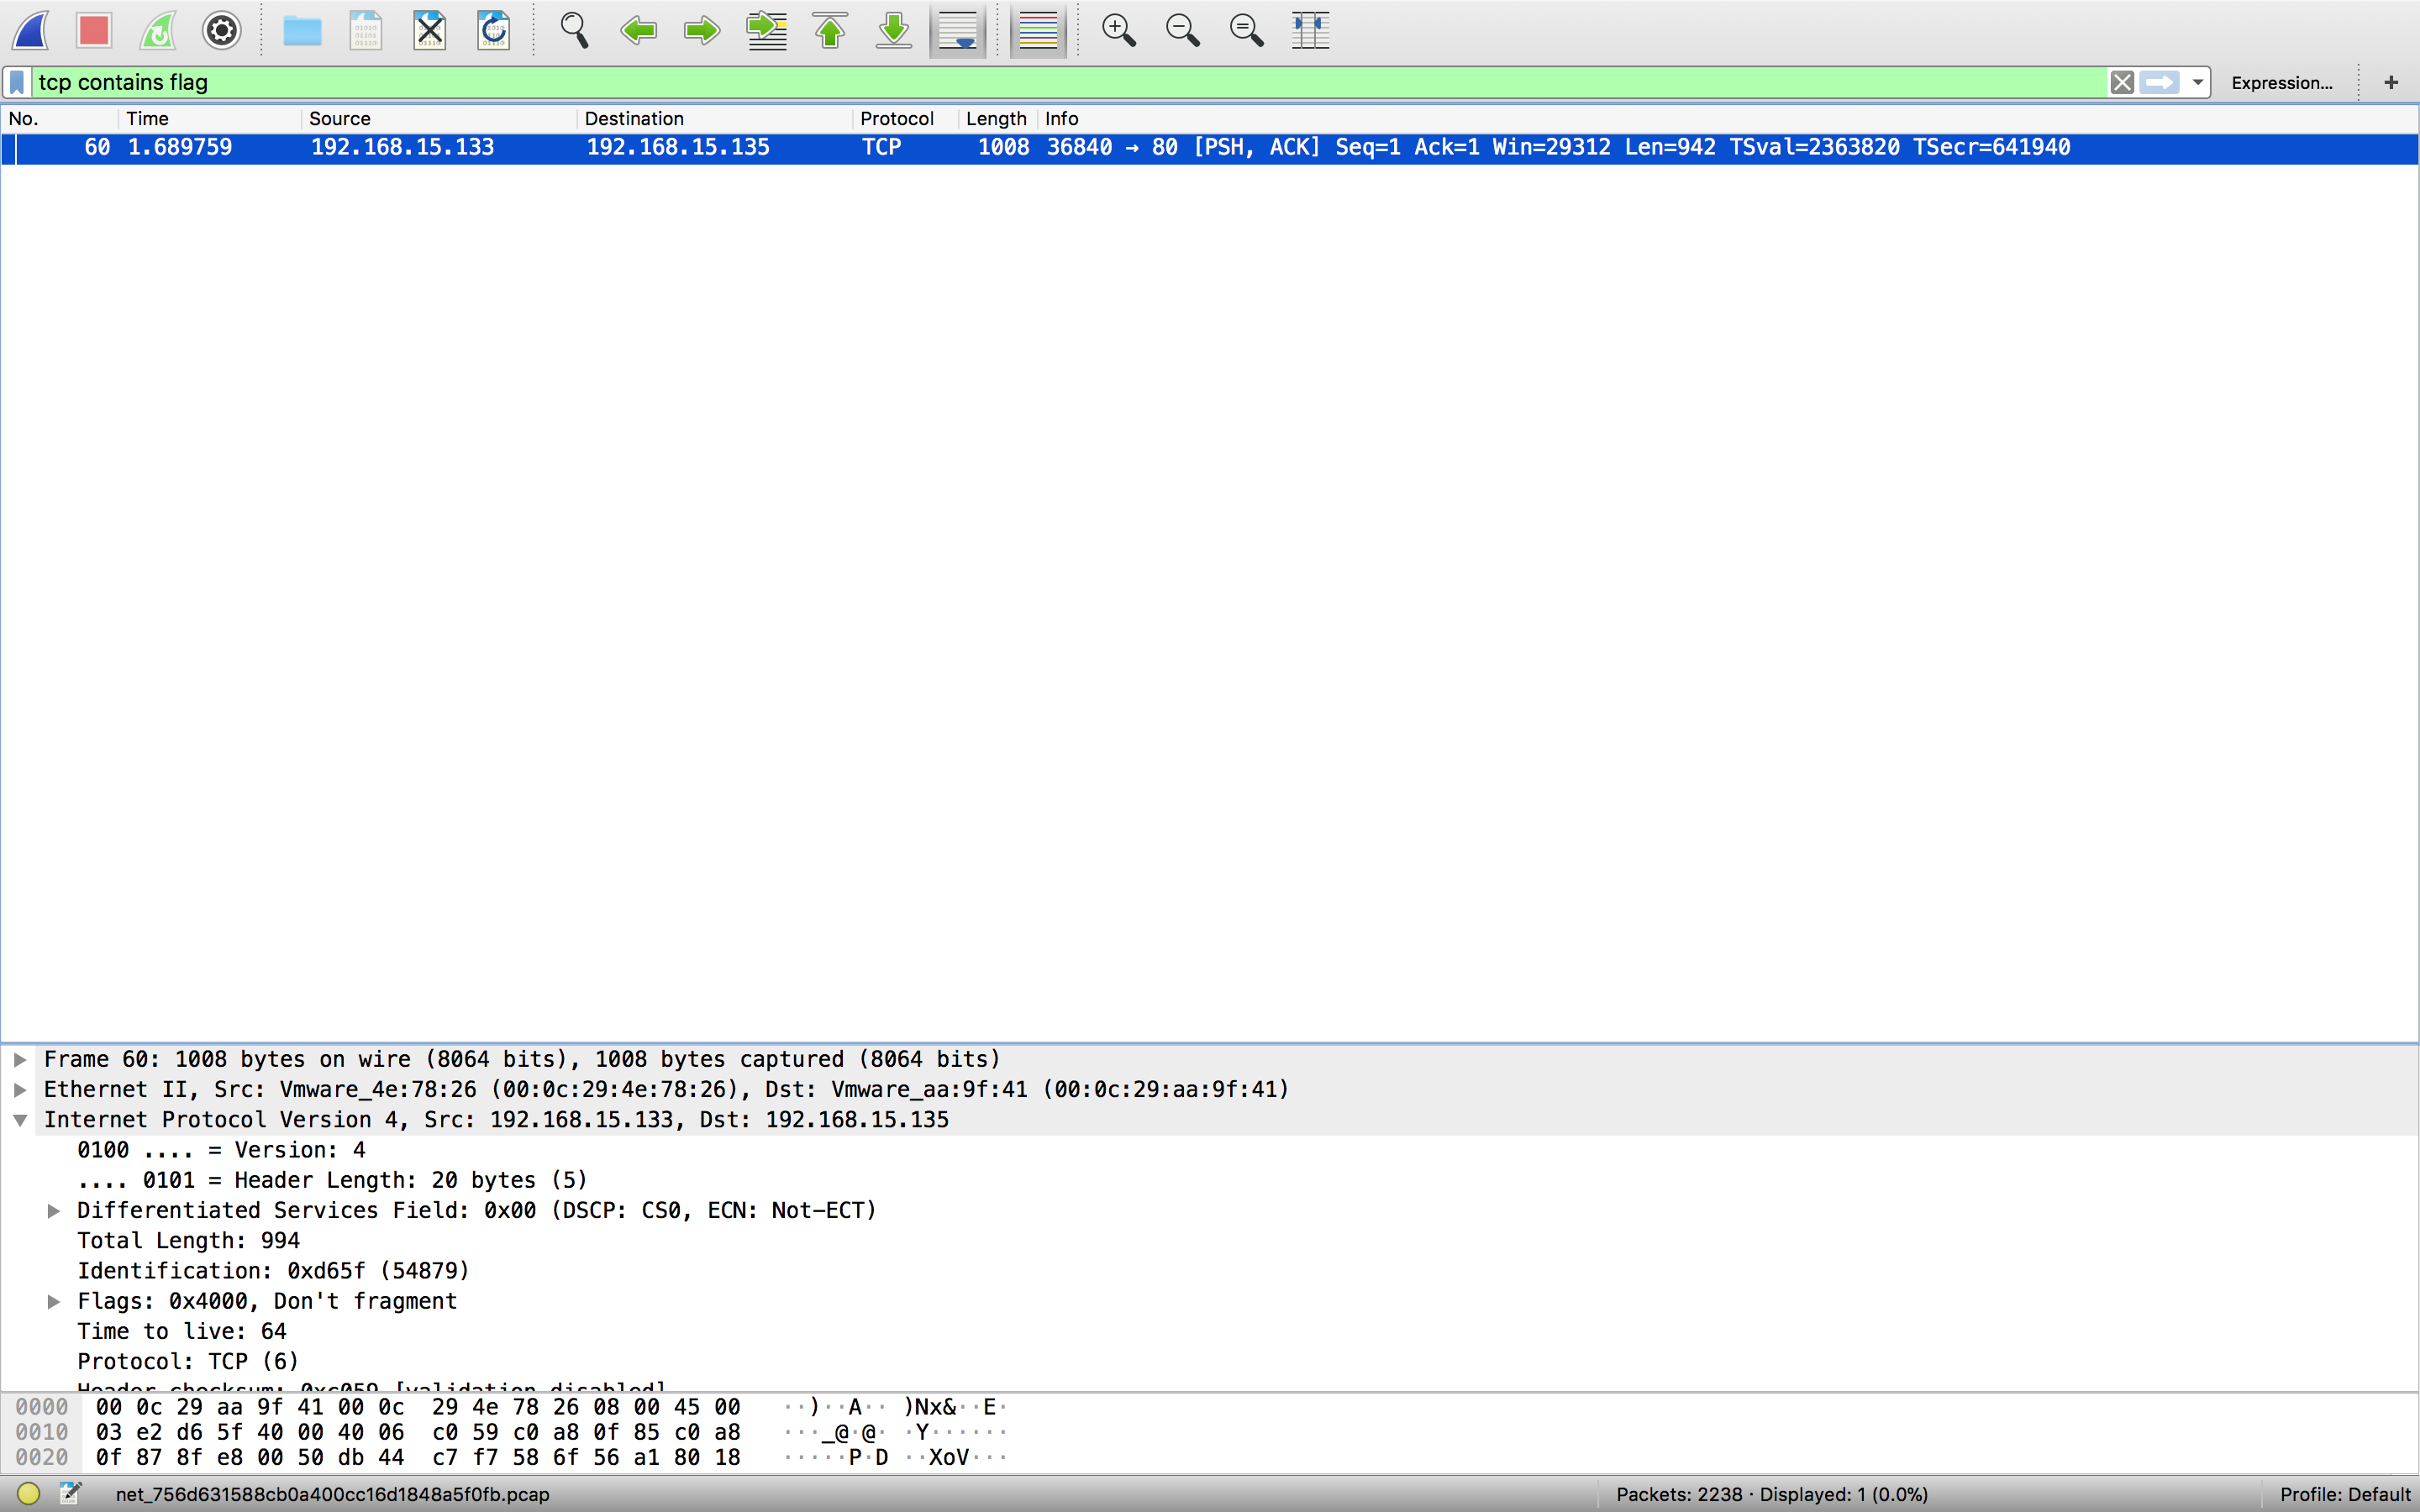 tcp contains flag
Expression...
+
No. Time Source Destination Protocol Length Info
60 1.689759 192.168.15.133 192.168.15.135 TCP 1008 36840 → 80 [PSH, ACK] Seq=1 Ack=1 Win=29312 Len=942 TSval=2363820 TSecr=641940
Frame 60: 1008 bytes on wire (8064 bits), 1008 bytes captured (8064 bits)
Ethernet II, Src: Vmware_4e:78:26 (00:0c:29:4e:78:26), Dst: Vmware_aa:9f:41 (00:0c:29:aa:9f:41)
Internet Protocol Version 4, Src: 192.168.15.133, Dst: 192.168.15.135
0100 .... = Version: 4
.... 0101 = Header Length: 20 bytes (5)
Differentiated Services Field: 0x00 (DSCP: CS0, ECN: Not-ECT)
Total Length: 994
Identification: 0xd65f (54879)
Flags: 0x4000, Don't fragment
Time to live: 64
Protocol: TCP (6)
Header checksum: 0xc059 [validation disabled]
0000 00 0c 29 aa 9f 41 00 0c 29 4e 78 26 08 00 45 00 ··)··A·· )Nx&··E·
0010 03 e2 d6 5f 40 00 40 06 c0 59 c0 a8 0f 85 c0 a8 ···_@·@· ·Y······
0020 0f 87 8f e8 00 50 db 44 c7 f7 58 6f 56 a1 80 18 ·····P·D ··XoV···
net_756d631588cb0a400cc16d1848a5f0fb.pcap
Packets: 2238 · Displayed: 1 (0.0%)
Profile: Default